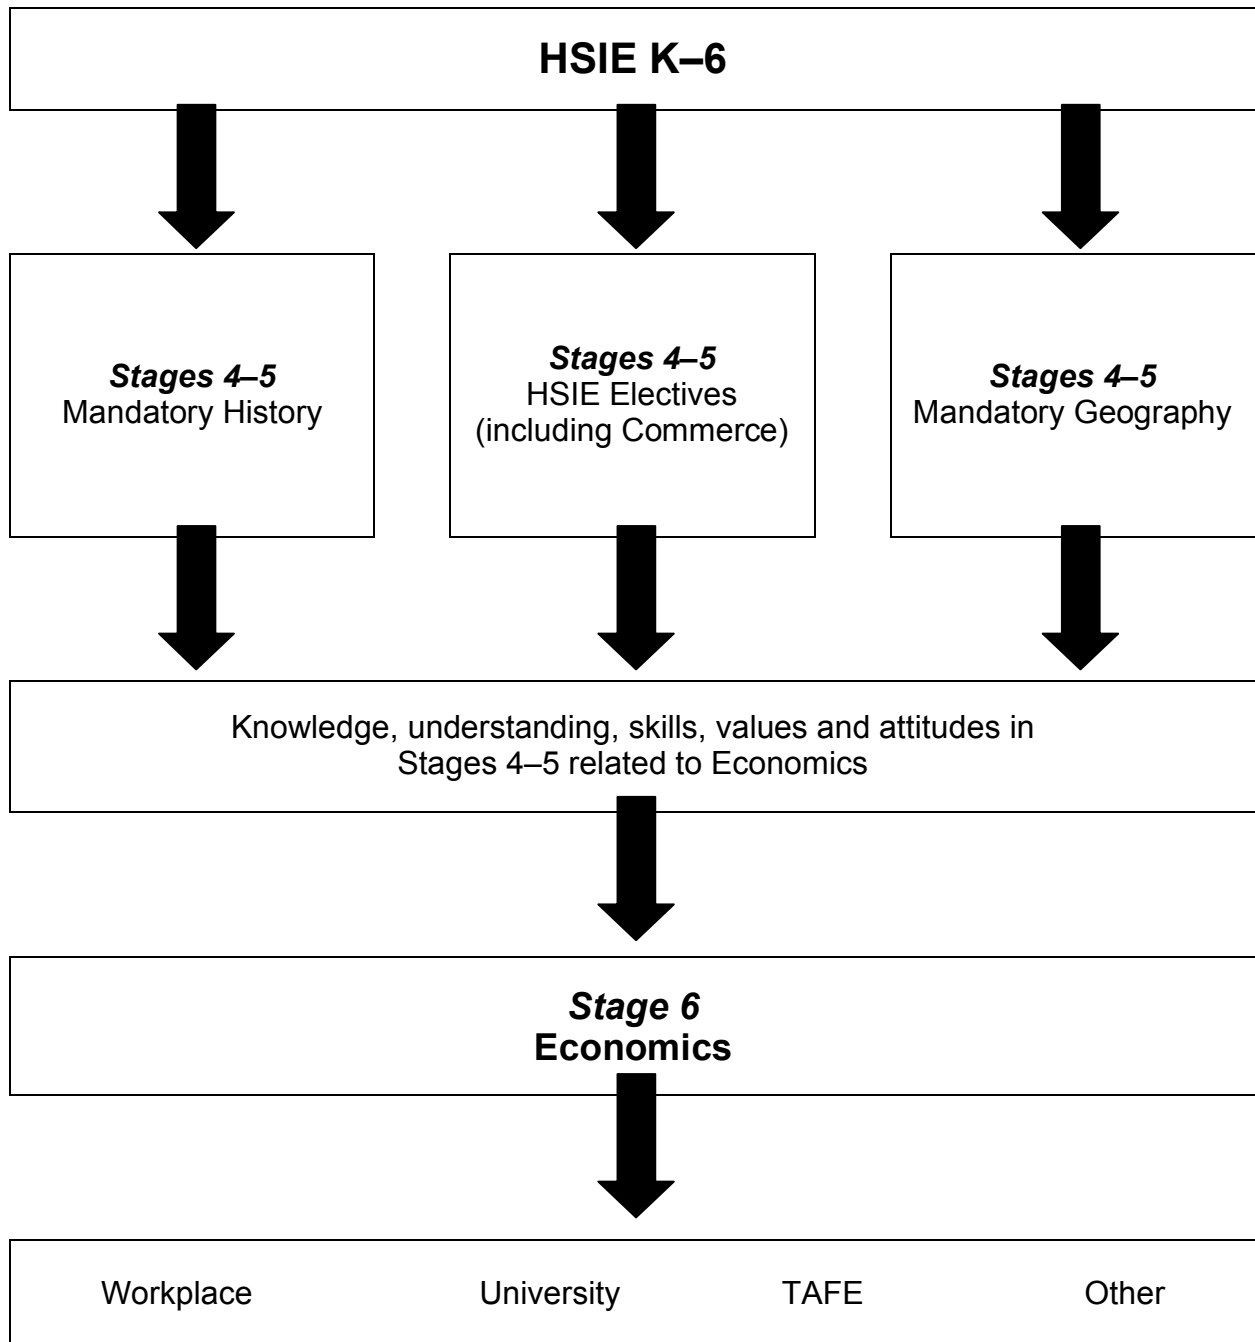 HSIE K–6
Stages 4–5
Mandatory History
Stages 4–5
HSIE Electives
(including Commerce)
Stages 4–5
Mandatory Geography
Knowledge, understanding, skills, values and attitudes in
Stages 4–5 related to Economics
Stage 6
Economics
Workplace University TAFE Other